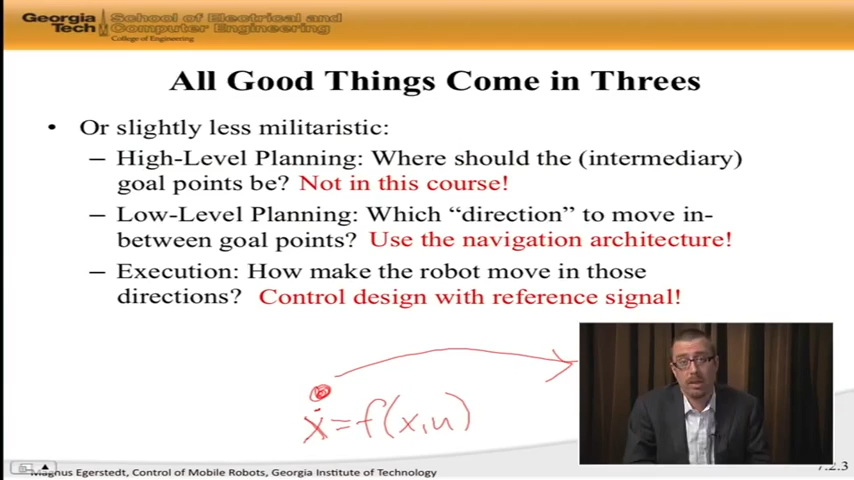 Georgia Tech
School of Electrical and Computer Engineering
College of Engineering
All Good Things Come in Threes
• Or slightly less militaristic:
– High-Level Planning: Where should the (intermediary)
goal points be? Not in this course!
– Low-Level Planning: Which “direction” to move in-
between goal points? Use the navigation architecture!
– Execution: How make the robot move in those
directions? Control design with reference signal!
ẋ=f(x,u)
Magnus Egerstedt, Control of Mobile Robots, Georgia Institute of Technology
7.2.3